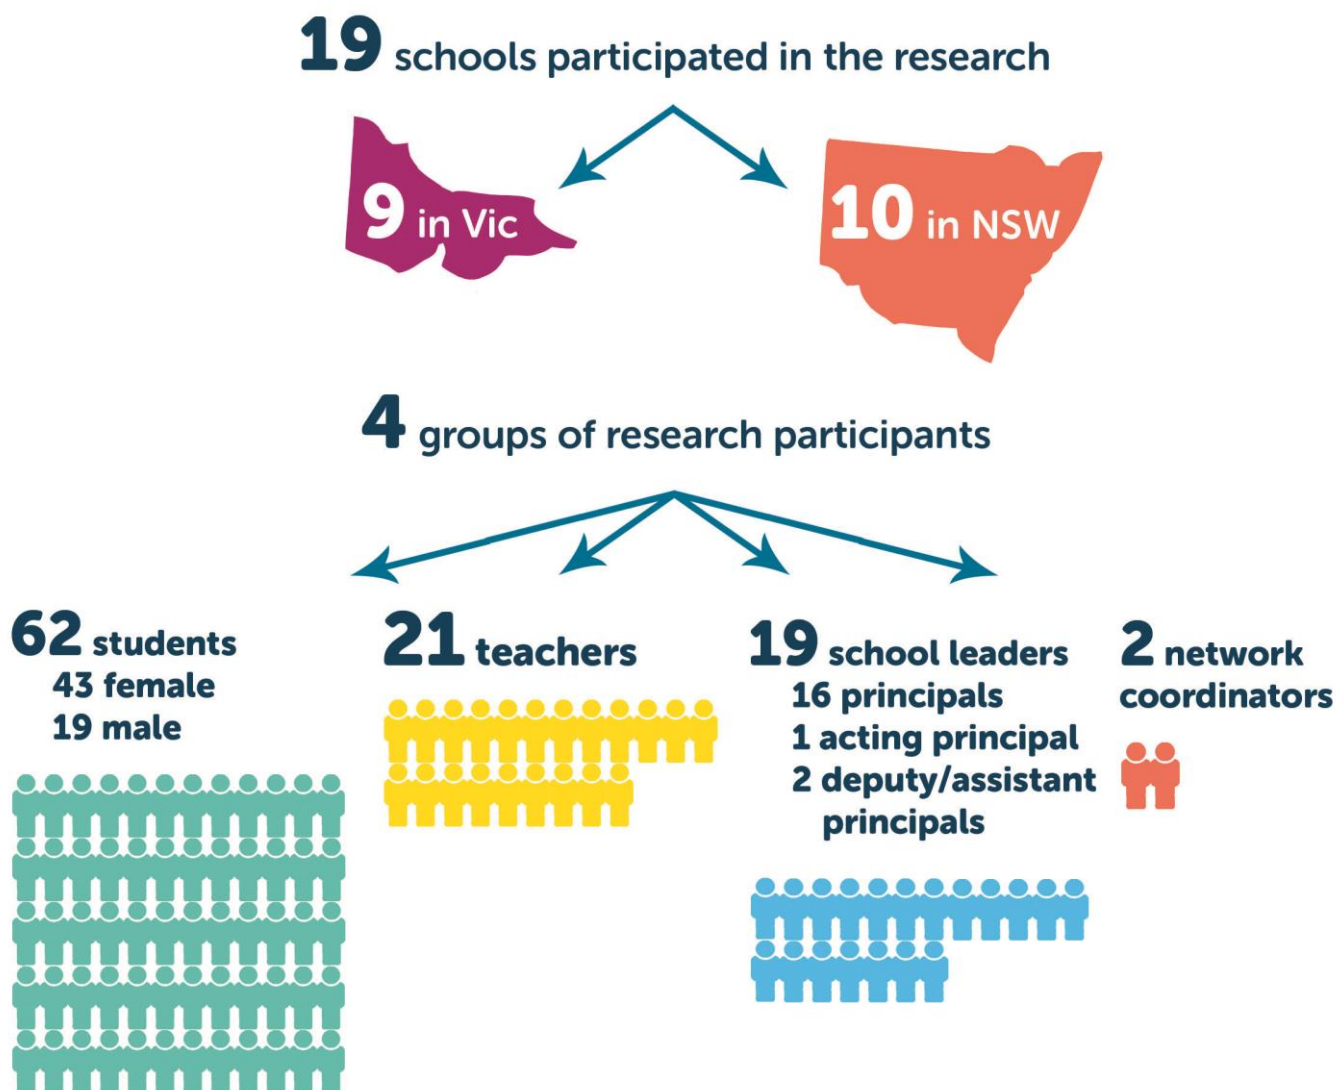 19 schools participated in the research
9 in Vic
10 in NSW
4 groups of research participants
62 students
43 female
19 male
21 teachers
19 school leaders
16 principals
1 acting principal
2 deputy/assistant
principals
2 network
coordinators